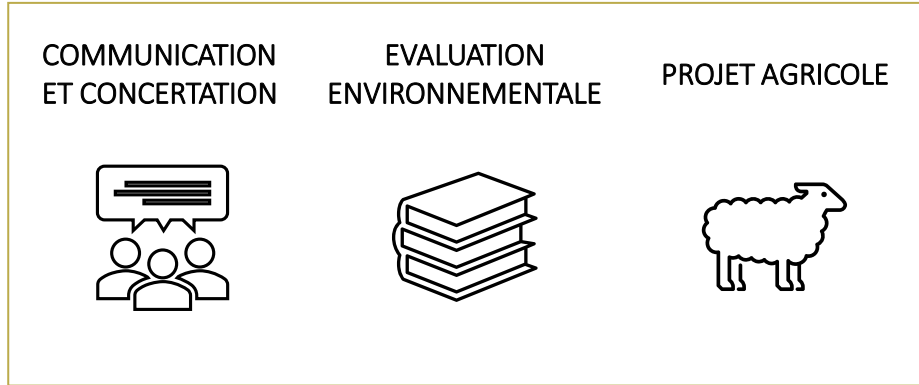 COMMUNICATION
ET CONCERTATION
EVALUATION
ENVIRONNEMENTALE
PROJET AGRICOLE